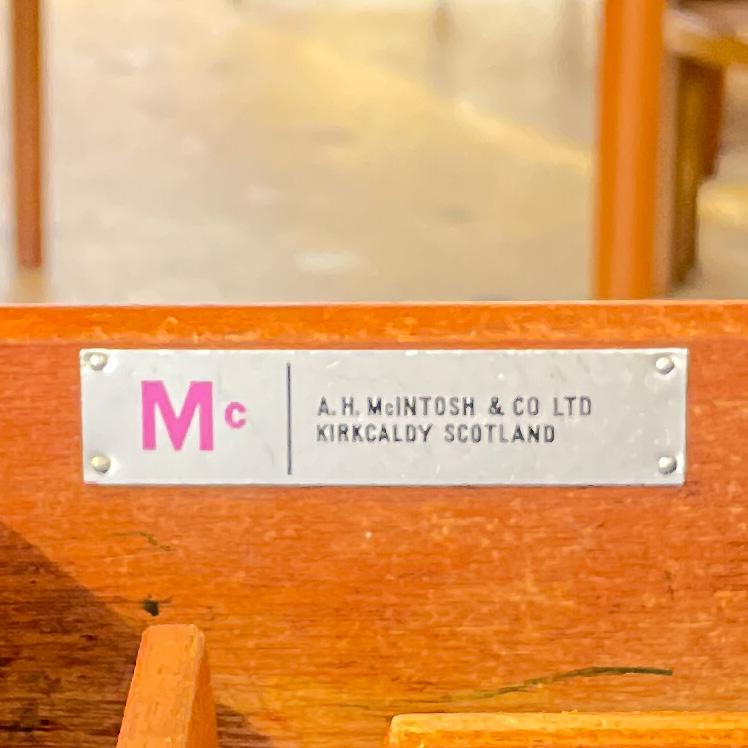 Mc
A. H. McINTOSH & CO LTD
KIRKCALDY SCOTLAND